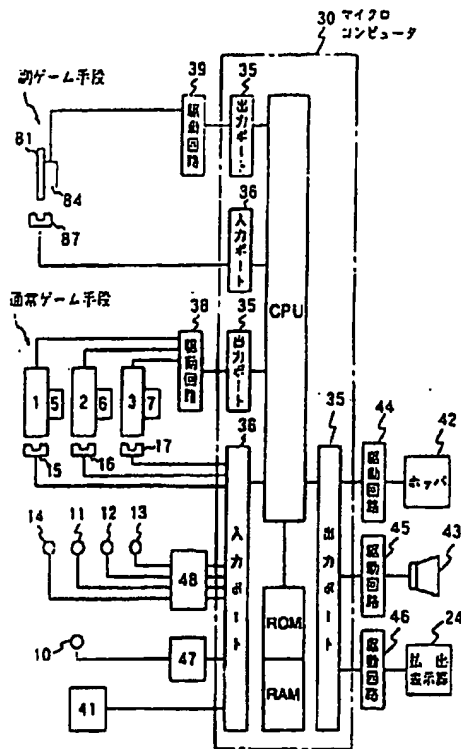 30 マイクロ
コンピュータ
39
35
副ゲーム手段
81
84
87
駆動回路
出力ポート
36
入力ポート
CPU
通常ゲーム手段
38
35
駆動回路
出力ポート
1
5
2
6
3
7
15
16
17
36
入力ポート
35
出力ポート
44
駆動回路
42
ホッパ
14
11
12
13
48
45
駆動回路
43
10
47
ROM
RAM
46
駆動回路
24
払出表示器
41